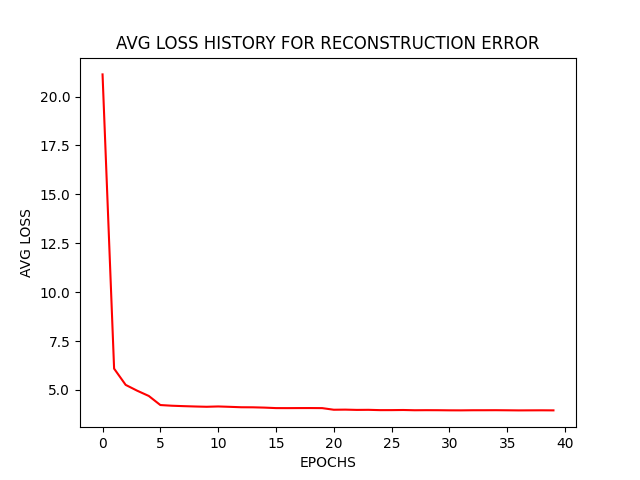 AVG LOSS HISTORY FOR RECONSTRUCTION ERROR
20.0
17.5
15.0
12.5
10.0
7.5
5.0
AVG LOSS
0 5 10 15 20 25 30 35 40
EPOCHS